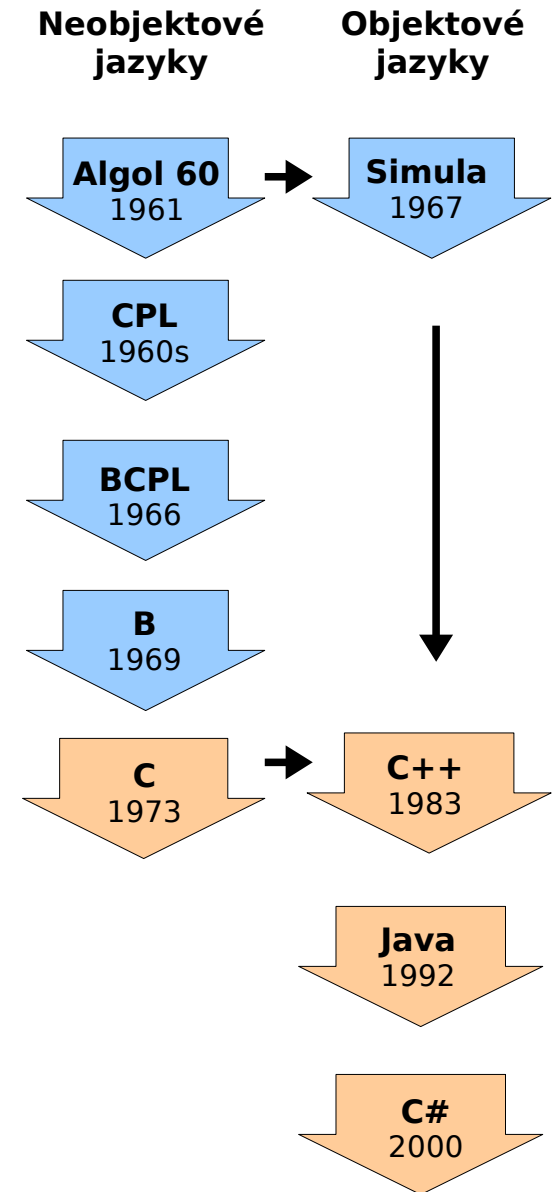 Neobjektové
jazyky
Objektové
jazyky
Algol 60
1961
Simula
1967
CPL
1960s
BCPL
1966
B
1969
C
1973
C++
1983
Java
1992
C#
2000